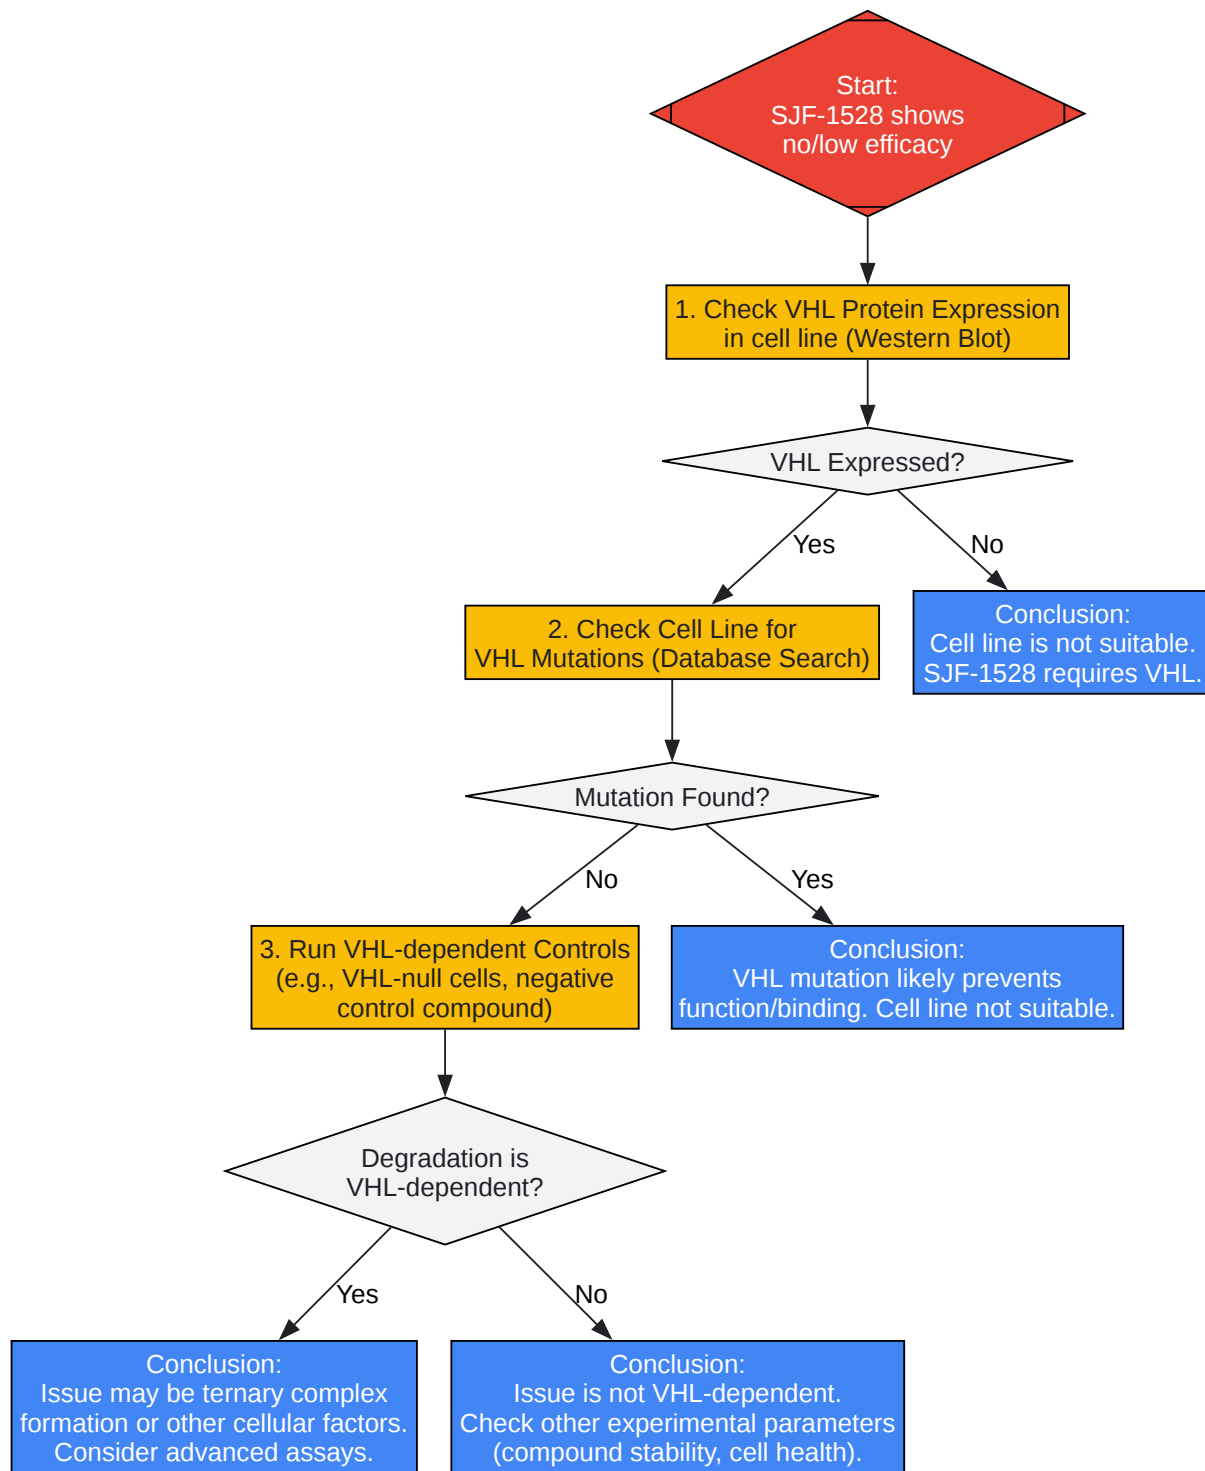 Start:
SJF-1528 shows
no/low efficacy
1. Check VHL Protein Expression
in cell line (Western Blot)
VHL Expressed?
Yes
No
2. Check Cell Line for
VHL Mutations (Database Search)
Conclusion:
Cell line is not suitable.
SJF-1528 requires VHL.
Mutation Found?
No
Yes
3. Run VHL-dependent Controls
(e.g., VHL-null cells, negative
control compound)
Conclusion:
VHL mutation likely prevents
function/binding. Cell line not suitable.
Degradation is
VHL-dependent?
Yes
No
Conclusion:
Issue may be ternary complex
formation or other cellular factors.
Consider advanced assays.
Conclusion:
Issue is not VHL-dependent.
Check other experimental parameters
(compound stability, cell health).